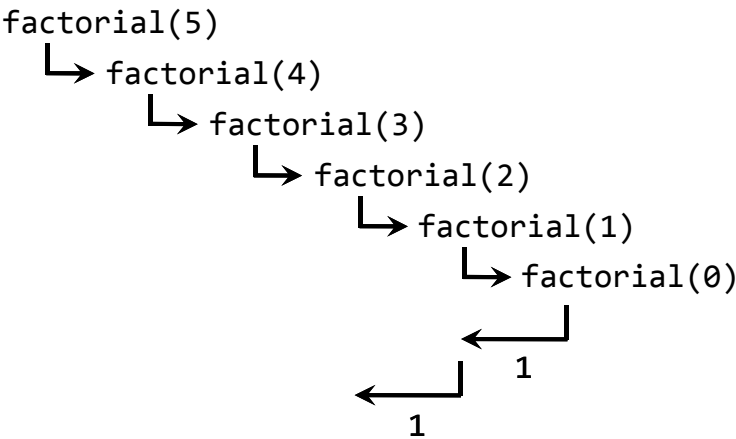 factorial(5)
factorial(4)
factorial(3)
factorial(2)
factorial(1)
factorial(0)
1
1